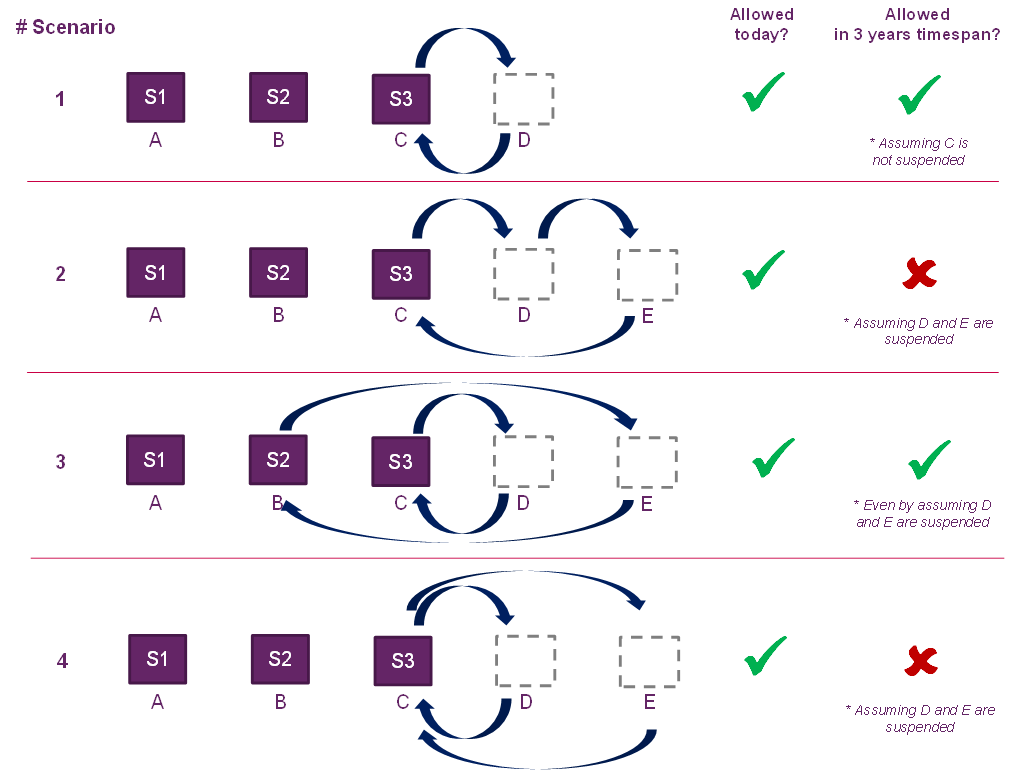 # Scenario
Allowed
today?
Allowed
in 3 years timespan?
1
S1
S2
S3
A
B
C
D
* Assuming C is
not suspended
2
S1
S2
S3
A
B
C
D
E
* Assuming D and E are
suspended
3
S1
S2
S3
A
B
C
D
E
* Even by assuming D
and E are suspended
4
S1
S2
S3
A
B
C
D
E
* Assuming D and E are
suspended